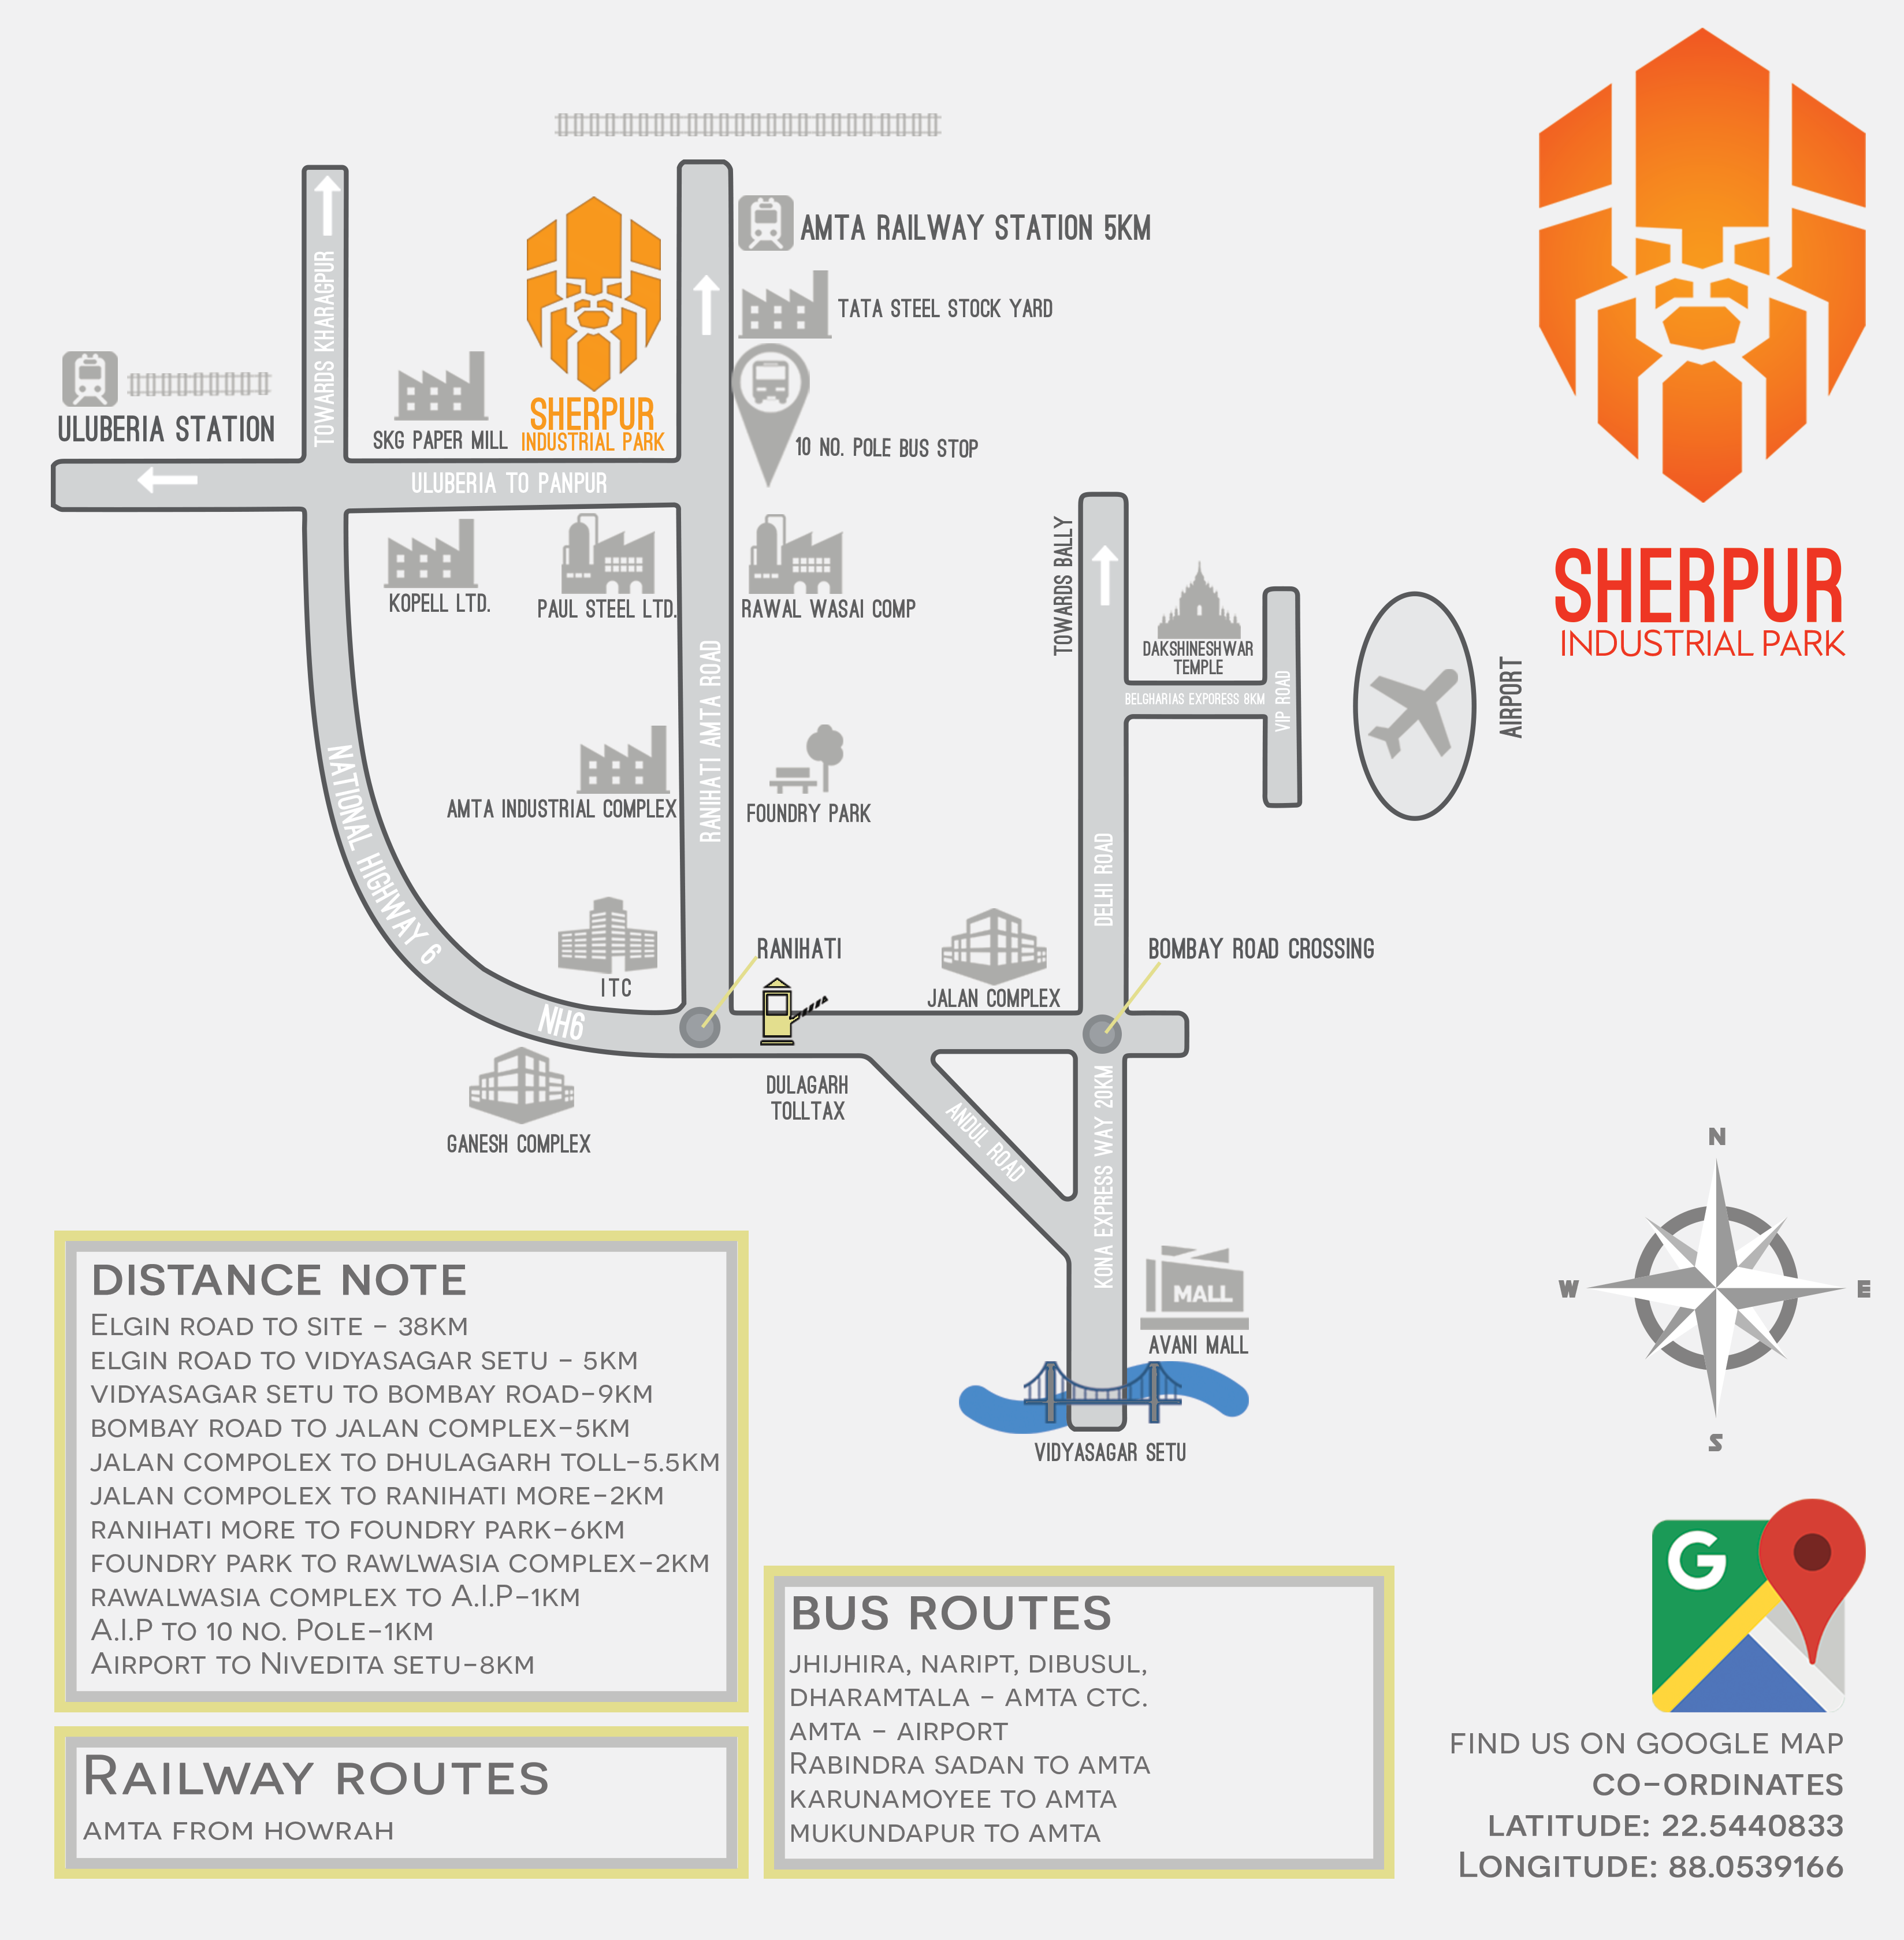 SHERPUR
INDUSTRIAL PARK
TOWARDS KHARAGPUR
AMTA RAILWAY STATION 5KM
TATA STEEL STOCK YARD
ULUBERIA STATION
SKG PAPER MILL
SHERPUR
INDUSTRIAL PARK
10 NO. POLE BUS STOP
ULUBERIA TO PANPUR
KOPELL LTD.
PAUL STEEL LTD.
RAWAL WASAI COMP
TOWARDS BALLY
DAKSHINESHWAR
TEMPLE
BELGHARIAS EXPORESS 8KM
VIP ROAD
AIRPORT
NATIONAL HIGHWAY 6
RANIHATI AMTA ROAD
AMTA INDUSTRIAL COMPLEX
FOUNDRY PARK
DELHI ROAD
ITC
RANIHATI
JALAN COMPLEX
BOMBAY ROAD CROSSING
NH6
GANESH COMPLEX
DULAGARH
TOLLTAX
ANDUL ROAD
KONA EXPRESS WAY 20KM
MALL
AVANI MALL
VIDYASAGAR SETU
N
W
E
S
DISTANCE NOTE
ELGIN ROAD TO SITE - 38KM
ELGIN ROAD TO VIDYASAGAR SETU - 5KM
VIDYASAGAR SETU TO BOMBAY ROAD-9KM
BOMBAY ROAD TO JALAN COMPLEX-5KM
JALAN COMPOLEX TO DHULAGARH TOLL-5.5KM
JALAN COMPOLEX TO RANIHATI MORE-2KM
RANIHATI MORE TO FOUNDRY PARK-6KM
FOUNDRY PARK TO RAWLWASIA COMPLEX-2KM
RAWALWASIA COMPLEX TO A.I.P-1KM
A.I.P TO 10 NO. POLE-1KM
AIRPORT TO NIVEDITA SETU-8KM
RAILWAY ROUTES
AMTA FROM HOWRAH
BUS ROUTES
JHIJHIRA, NARIPT, DIBUSUL,
DHARAMTALA - AMTA CTC.
AMTA - AIRPORT
RABINDRA SADAN TO AMTA
KARUNAMOYEE TO AMTA
MUKUNDAPUR TO AMTA
G
FIND US ON GOOGLE MAP
CO-ORDINATES
LATITUDE: 22.5440833
LONGITUDE: 88.0539166